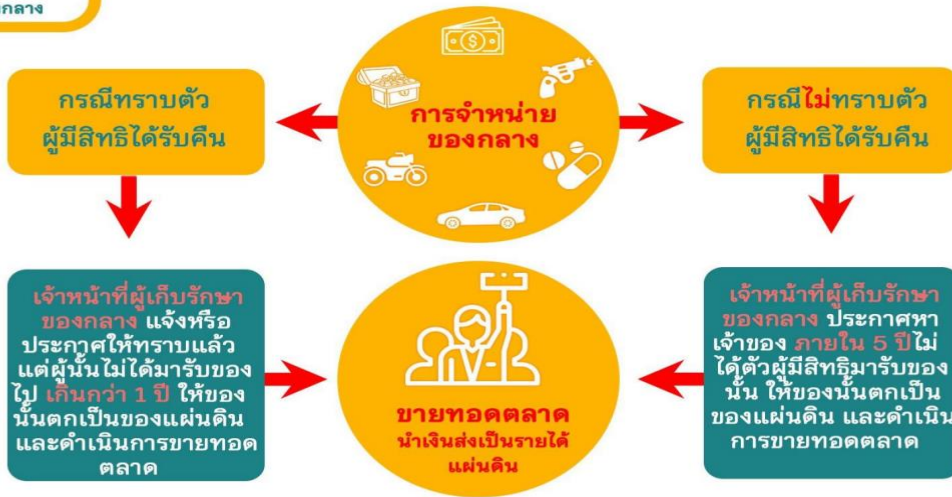 การจำหน่าย
ของกลาง
กรณีทราบตัว
ผู้มีสิทธิได้รับคืน
กรณีไม่ทราบตัว
ผู้มีสิทธิได้รับคืน
เจ้าหน้าที่ผู้เก็บรักษา
ของกลาง แจ้งหรือ
ประกาศให้ทราบแล้ว
แต่ผู้นั้นไม่ได้มารับของ
ไป เกินกว่า 1 ปี ให้ของ
นั้นตกเป็นของแผ่นดิน
และดำเนินการขายทอด
ตลาด
ขายทอดตลาด
นำเงินส่งเป็นรายได้
แผ่นดิน
เจ้าหน้าที่ผู้เก็บรักษา
ของกลาง ประกาศหา
เจ้าของ ภายใน 5 ปีไม่
ได้ตัวผู้มีสิทธิมารับของ
นั้น ให้ของนั้นตกเป็น
ของแผ่นดิน และดำเนิน
การขายทอดตลาด